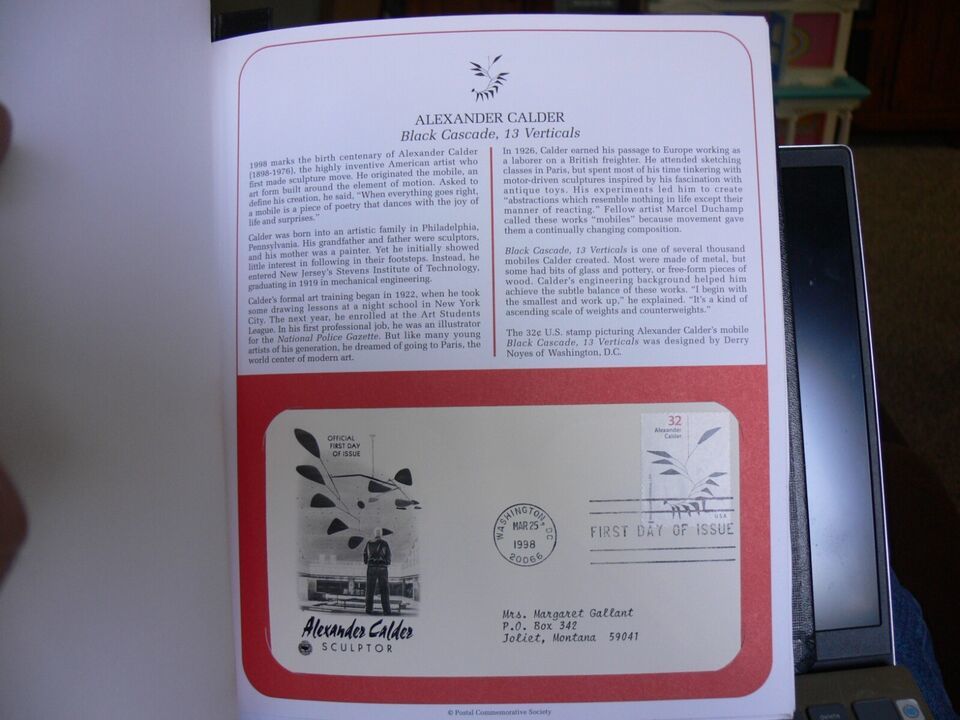 ALEXANDER CALDER
Black Cascade, 13 Verticals
1998 marks the birth centenary of Alexander Calder
(1898-1976), the highly inventive American artist who
first made sculpture move. He originated the mobile, an
art form built around the element of motion. Asked to
define his creation, he said, "When everything goes right,
a mobile is a piece of poetry that dances with the joy of
life and surprises."
Calder was born into an artistic family in Philadelphia,
Pennsylvania. His grandfather and father were sculptors,
and his mother was a painter. Yet he initially showed
little interest in following in their footsteps. Instead, he
entered New Jersey's Stevens Institute of Technology,
graduating in 1919 in mechanical engineering.
Calder's formal art training began in 1922, when he took
some drawing lessons at a night school in New York
City. The next year, he enrolled at the Art Students
League. In his first professional job, he was an illustrator
for the National Police Gazette. But like many young
artists of his generation, he dreamed of going to Paris, the
world center of modern art.
In 1926, Calder earned his passage to Europe working as
a laborer on a British freighter. He attended sketching
classes in Paris, but spent most of his time tinkering with
motor-driven sculptures inspired by his fascination with
antique toys. His experiments led him to create
"abstractions which resemble nothing in life except their
manner of reacting." Fellow artist Marcel Duchamp
called these works "mobiles" because movement gave
them a continually changing composition.
Black Cascade, 13 Verticals is one of several thousand
mobiles Calder created. Most were made of metal, but
some had bits of glass and pottery, or free-form pieces of
wood. Calder's engineering background helped him
achieve the subtle balance of these works. "I begin with
the smallest and work up," he explained. "It's a kind of
ascending scale of weights and counterweights."
The 32¢ U.S. stamp picturing Alexander Calder's mobile
Black Cascade, 13 Verticals was designed by Derry
Noyes of Washington, D.C.
OFFICIAL
FIRST DAY
OF ISSUE
Alexander Calder
SCULPTOR
32
Alexander
Calder
USA
WASHINGTON, DC
MAR 25
1998
20066
FIRST DAY OF ISSUE
Mrs. Margaret Gallant
P.O. Box 342
Joliet, Montana 59041
© Postal Commemorative Society